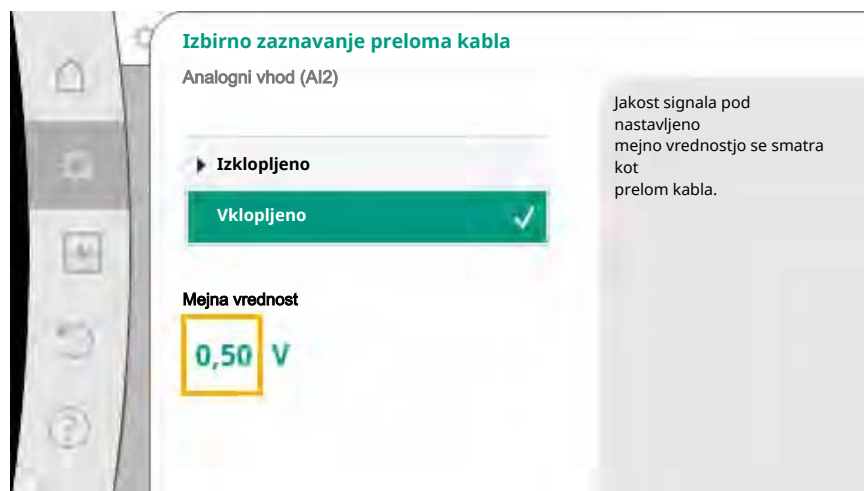 Izbirno zaznavanje preloma kabla
Analogni vhod (AI2)
Izklopljeno
Vklopljeno
Mejna vrednost
0,50 V
Jakost signala pod
nastavljeno
mejno vrednostjo se smatra
kot
prelom kabla.